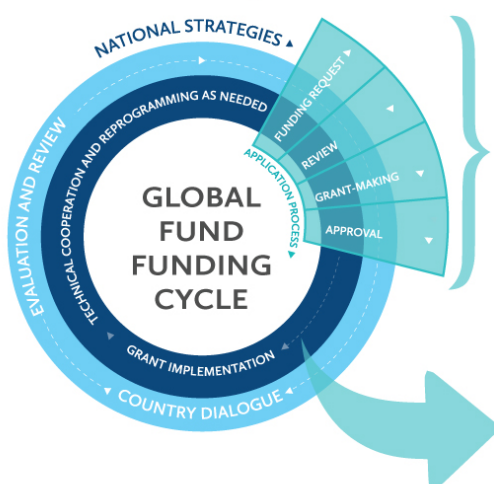 NATIONAL STRATEGIES
EVALUATION AND REVIEW
TECHNICAL COOPERATION AND REPROGRAMMING AS NEEDED
FUNDING REQUEST
REVIEW
GRANT-MAKING
APPROVAL
APPLICATION PROCESS
GLOBAL
FUND
FUNDING
CYCLE
GRANT IMPLEMENTATION
COUNTRY DIALOGUE